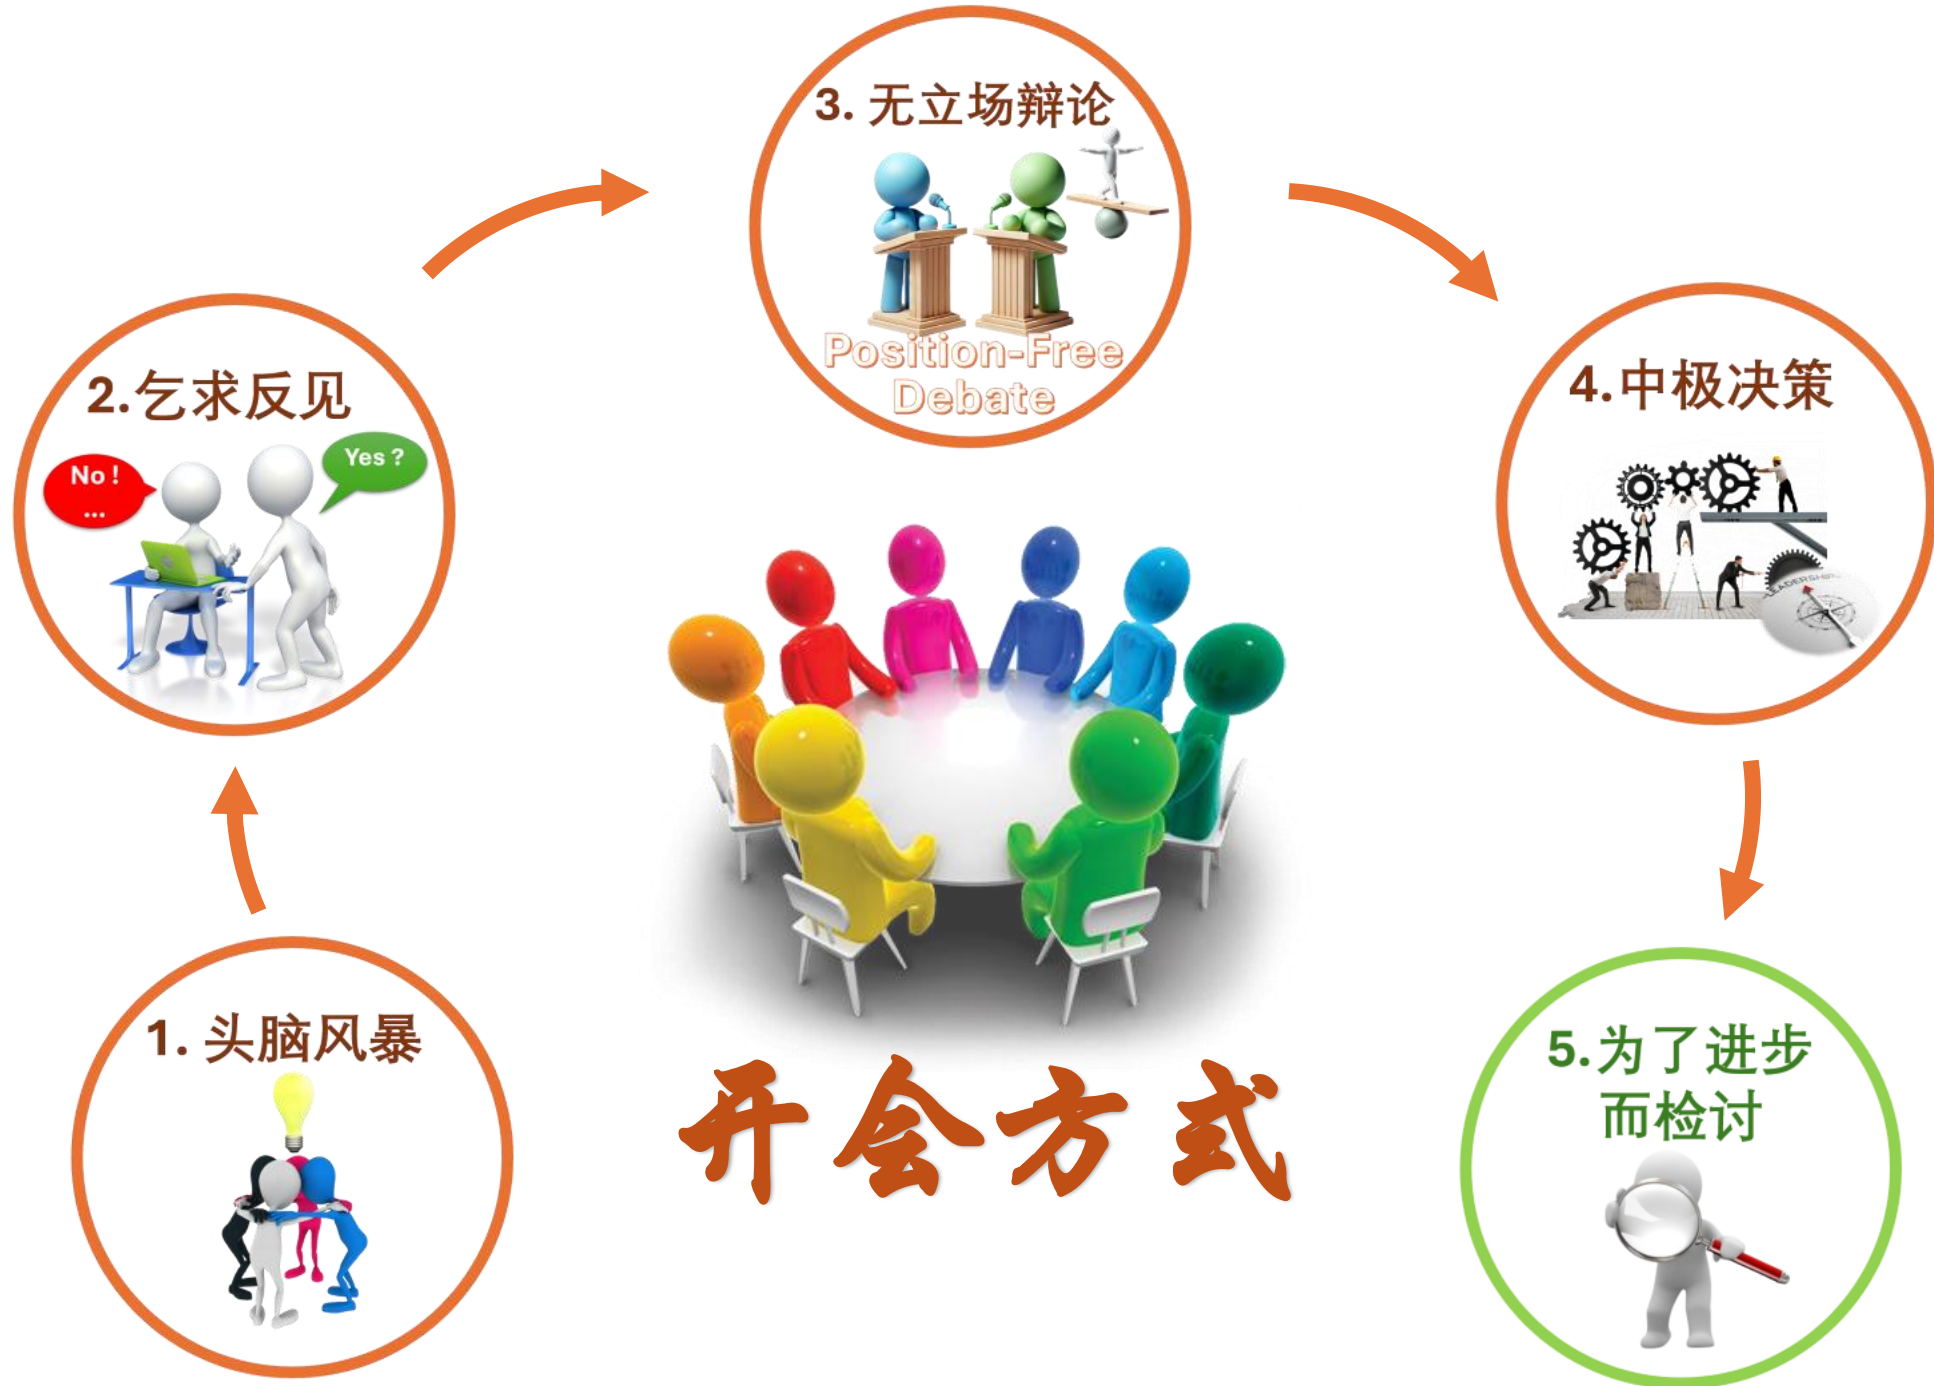 3. 无立场辩论
Position-Free
Debate
2.乞求反见
No !
...
Yes ?
4.中极决策
LEADERSHIP
1. 头脑风暴
开会方式
5.为了进步
而检讨